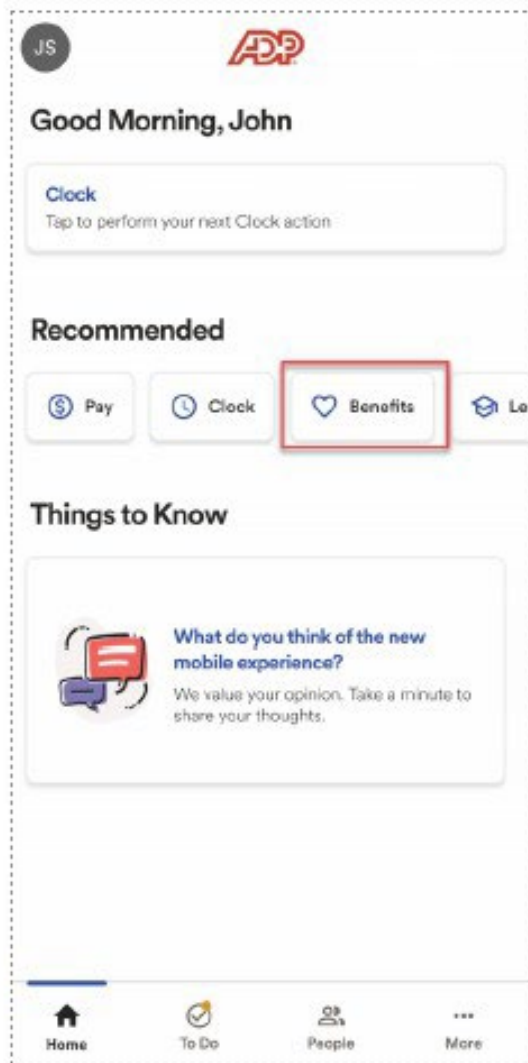 JS
ADP
Good Morning, John
Clock
Tap to perform your next Clock action
Recommended
Pay
Clock
Benefits
Le
Things to Know
What do you think of the new
mobile experience?
We value your opinion. Take a minute to
share your thoughts.
Home
To Do
People
More